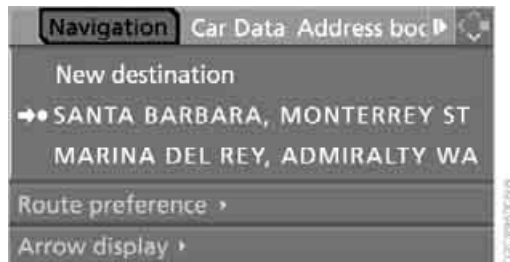 Navigation Car Data Address boc
New destination
SANTA BARBARA, MONTERREY ST
MARINA DEL REY, ADMIRALTY WA
Route preference
Arrow display